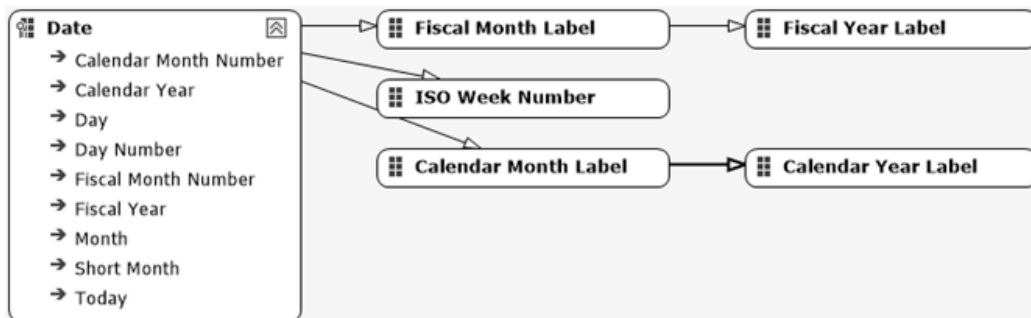 Date
Calendar Month Number
Calendar Year
Day
Day Number
Fiscal Month Number
Fiscal Year
Month
Short Month
Today
Fiscal Month Label
Fiscal Year Label
ISO Week Number
Calendar Month Label
Calendar Year Label